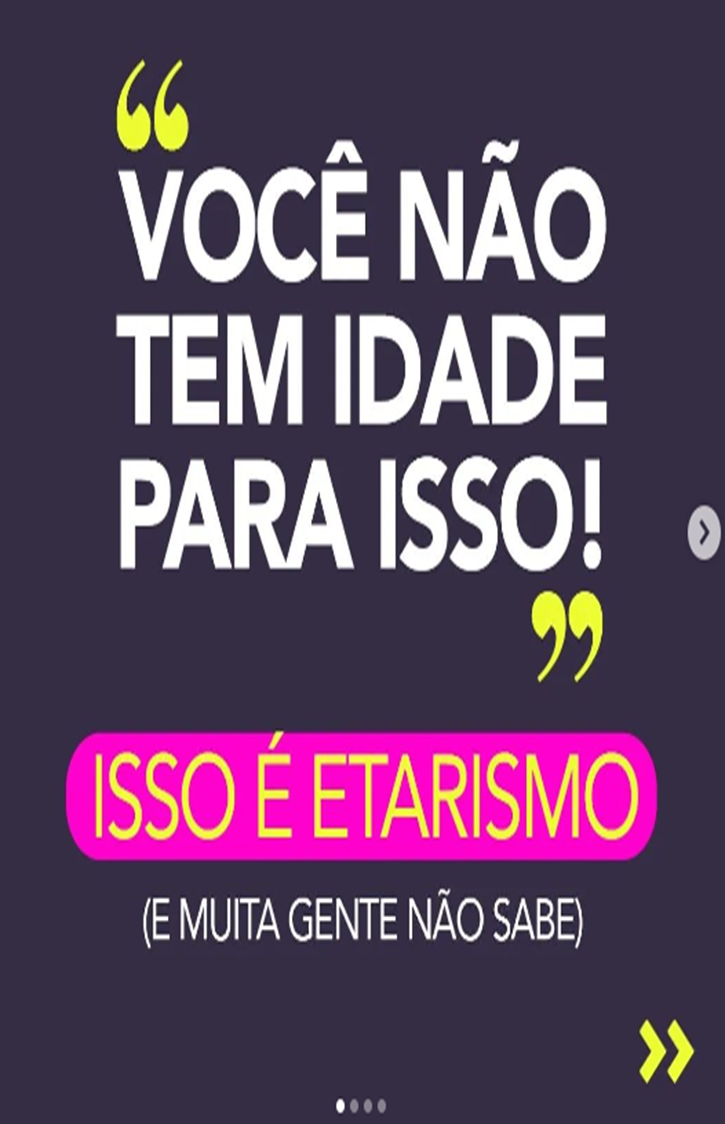 “
VOCÊ NÃO
TEM IDADE
PARA ISSO!
”
ISSO É ETARISMO
(E MUITA GENTE NÃO SABE)